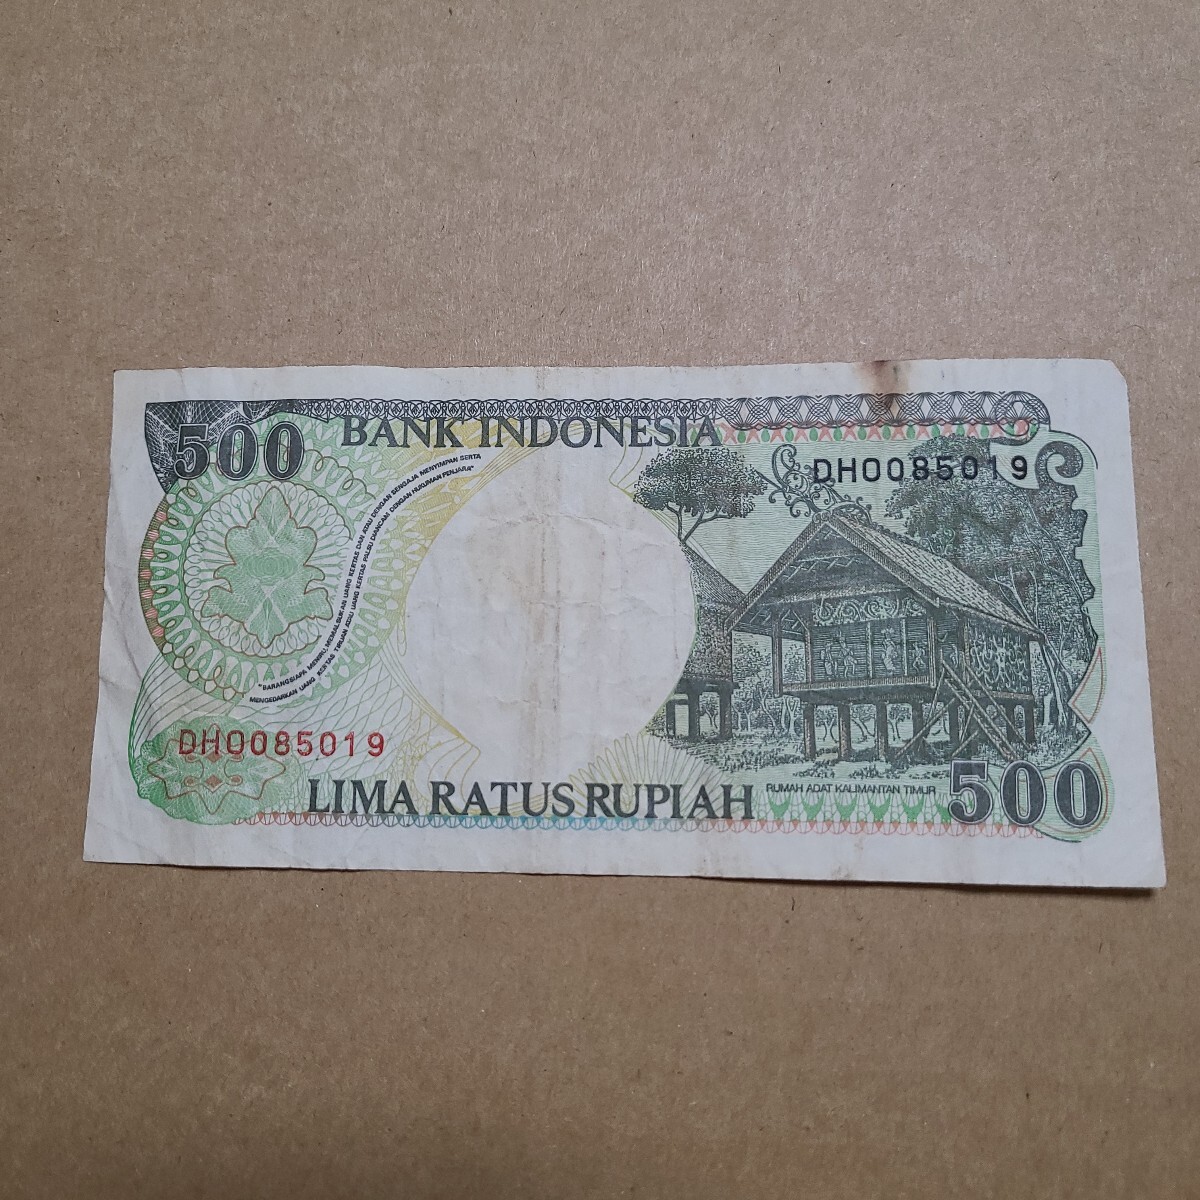 500
BANK INDONESIA
DH0085019
"BARANGSIAPA MENIRU, MEMALSUKAN UANG KERTAS DAN ATAU DENGAN SENGAJA MENYIMPAN SERTA
MENGEDARKAN UANG KERTAS TIRUAN ATAU UANG KERTAS PALSU DIANCAM DENGAN HUKUMAN PENJARA"
DH0085019
LIMA RATUS RUPIAH
RUMAH ADAT KALIMANTAN TIMUR
500